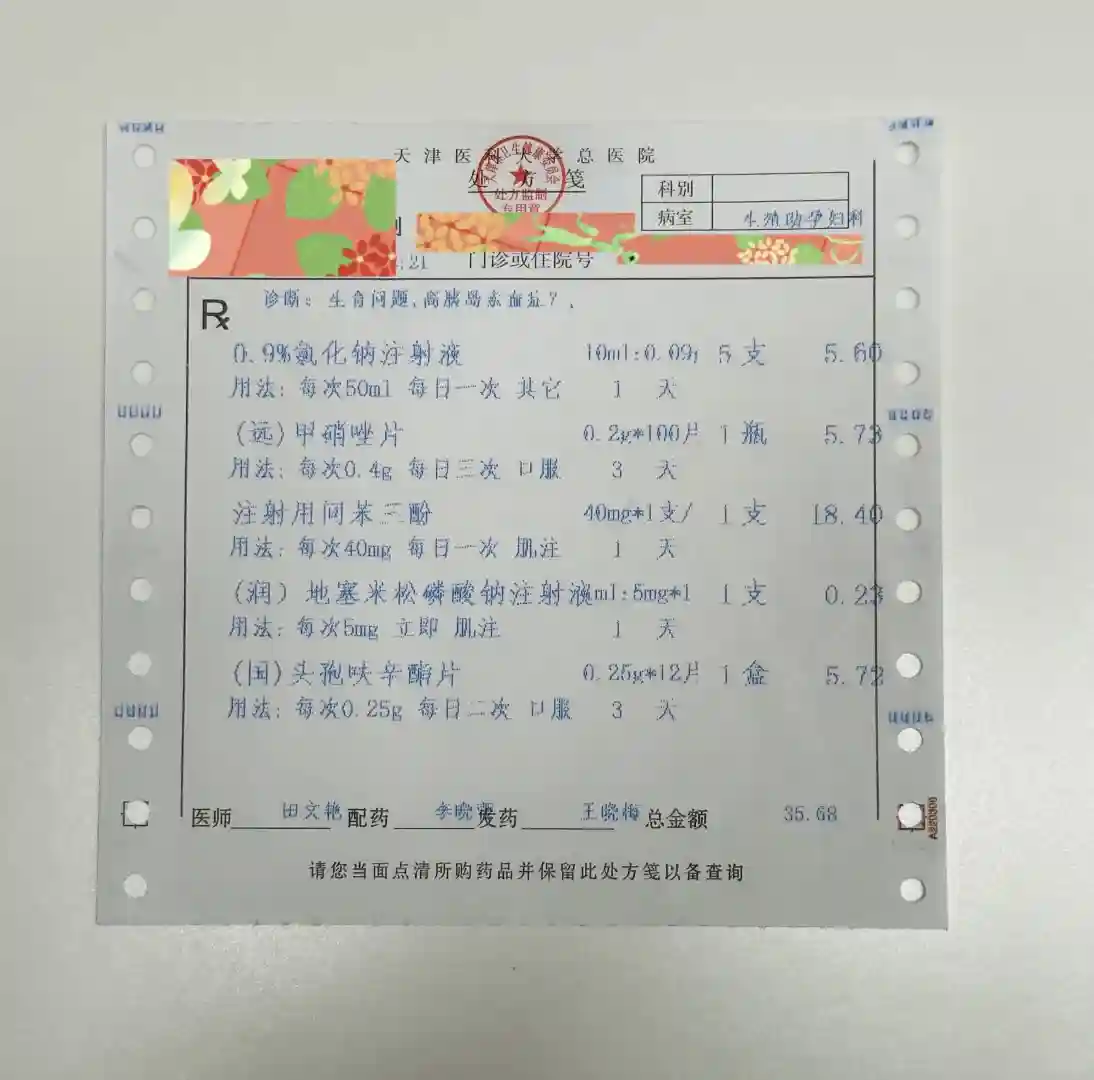 天津医科大学总医院
处方笺
处方监制
专用章
科别
病室 生殖助孕妇科
:21 门诊或住院号
Rx
诊断：生育问题,高胰岛素血症？,
0.9%氯化钠注射液 10ml:0.09g 5 支 5.60
用法: 每次50ml 每日一次 其它 1 天
(远)甲硝唑片 0.2g*100片 1 瓶 5.73
用法: 每次0.4g 每日三次 口服 3 天
注射用间苯三酚 40mg*1支/ 1 支 18.40
用法: 每次40mg 每日一次 肌注 1 天
(润) 地塞米松磷酸钠注射液ml:5mg*1 1 支 0.23
用法: 每次5mg 立即 肌注 1 天
(国)头孢呋辛酯片 0.25g*12片 1 盒 5.72
用法: 每次0.25g 每日二次 口服 3 天
医师 田文艳 配药 李晓 发药 王晓梅 总金额 35.68
请您当面点清所购药品并保留此处方笺以备查询